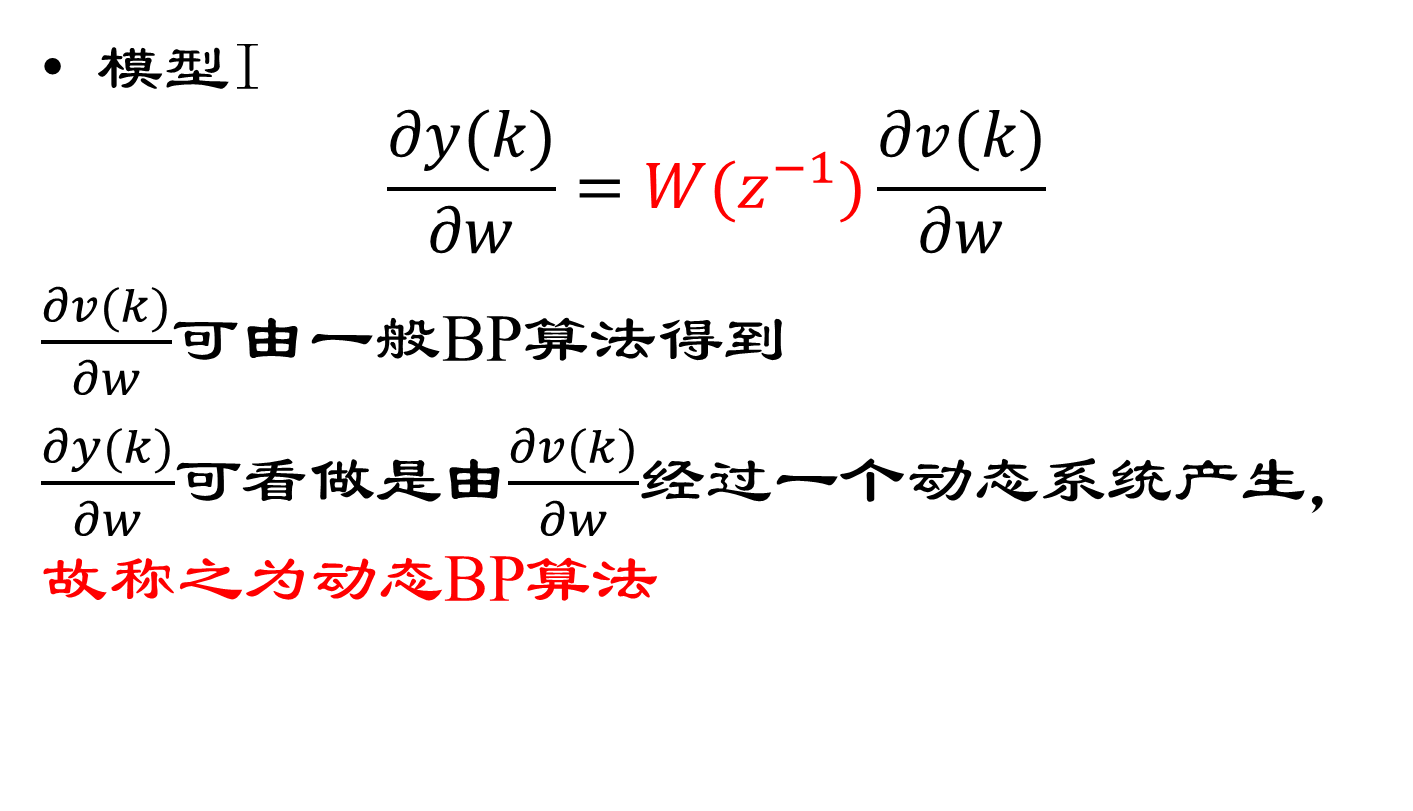 • 模型I
∂y(k)/∂w = W(z⁻¹) ∂v(k)/∂w
∂v(k)/∂w可由一般BP算法得到
∂y(k)/∂w可看做是由∂v(k)/∂w经过一个动态系统产生，
故称之为动态BP算法